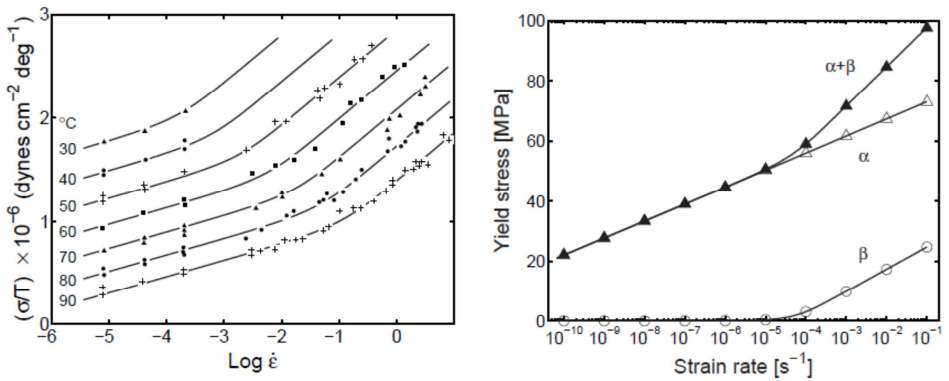 3
2
1
0
(σ/T) ×10⁻⁶ (dynes cm⁻² deg⁻¹)
°C
30
40
50
60
70
80
90
−6 −5 −4 −3 −2 −1 0
Log ε̇
100
80
60
40
20
0
Yield stress [MPa]
α+β
α
β
10⁻¹⁰ 10⁻⁹ 10⁻⁸ 10⁻⁷ 10⁻⁶ 10⁻⁵ 10⁻⁴ 10⁻³ 10⁻² 10⁻¹
Strain rate [s⁻¹]